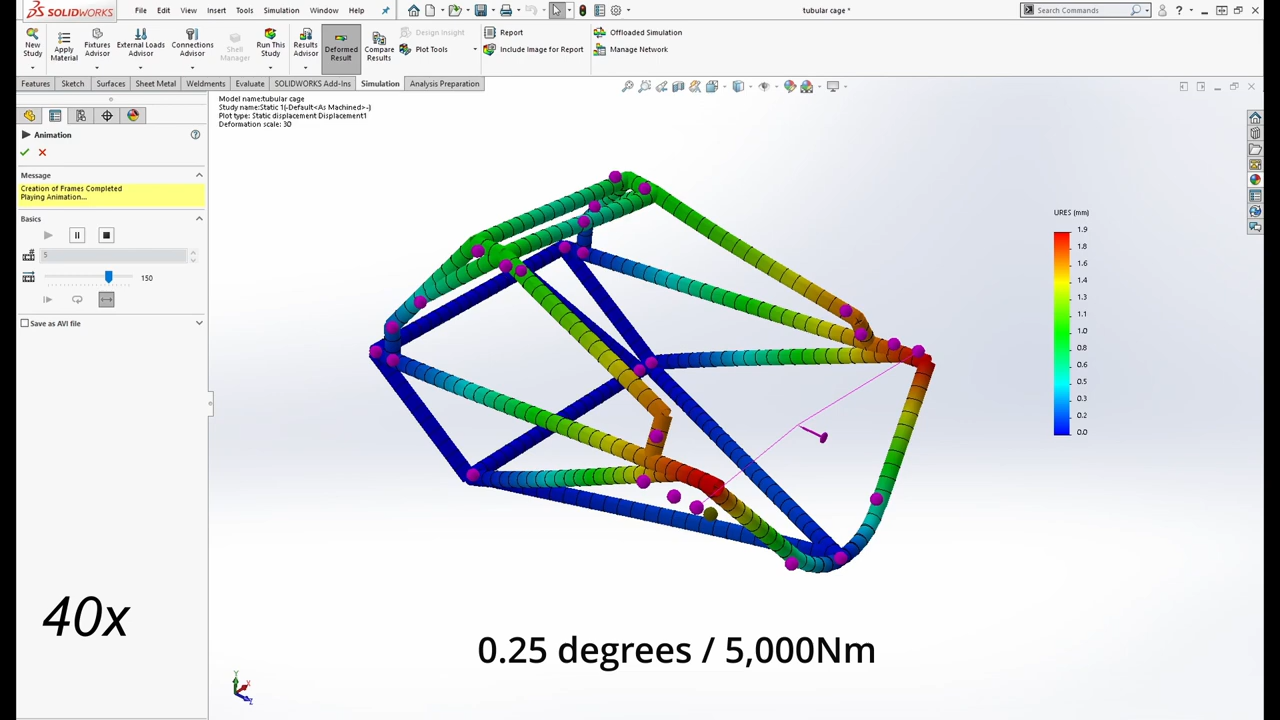 SOLIDWORKS
File Edit View Insert Tools Simulation Window Help
tubular cage *
Search Commands
New Study
Apply Material
Fixtures Advisor
External Loads Advisor
Connections Advisor
Shell Manager
Run This Study
Results Advisor
Deformed Result
Compare Results
Design Insight
Plot Tools
Report
Include Image for Report
Offloaded Simulation
Manage Network
Features Sketch Surfaces Sheet Metal Weldments Evaluate SOLIDWORKS Add-Ins Simulation Analysis Preparation
Animation
Message
Creation of Frames Completed
Playing Animation...
Basics
5
150
Save as AVI file
Model name:tubular cage
Study name:Static 1(-Default<As Machined>-)
Plot type: Static displacement Displacement1
Deformation scale: 30
URES (mm)
1.9
1.8
1.6
1.4
1.3
1.1
1.0
0.8
0.6
0.5
0.3
0.2
0.0
40x
0.25 degrees / 5,000Nm
Y
X
Z